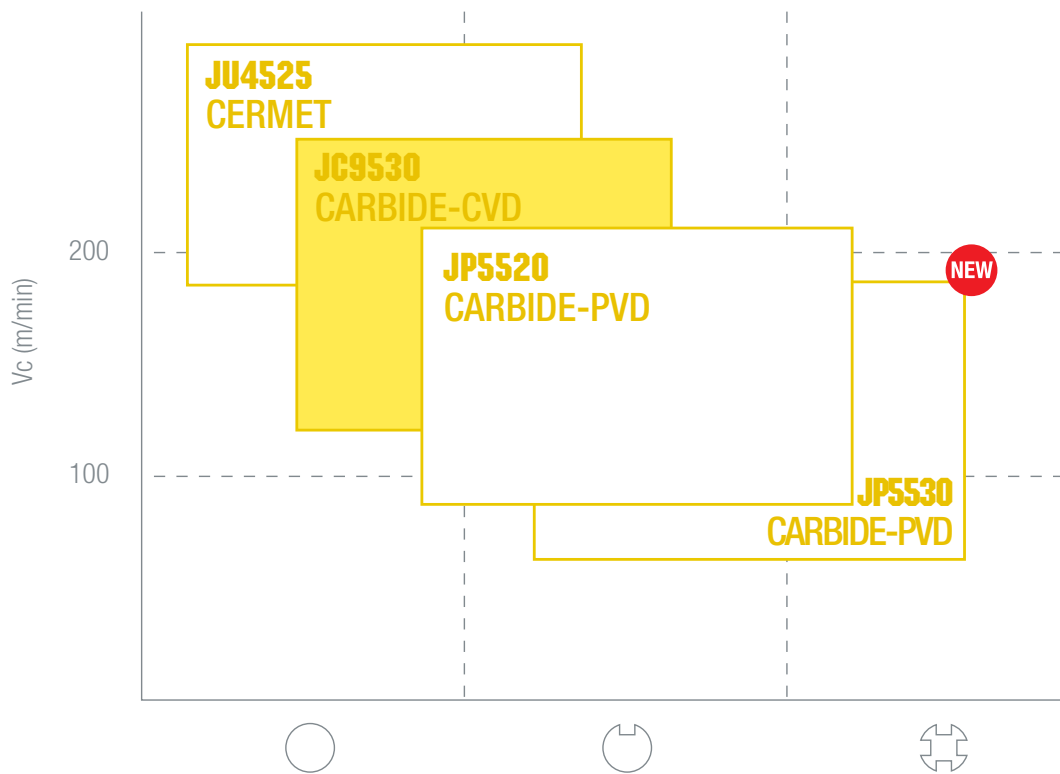 JU4525
CERMET
JC9530
CARBIDE-CVD
200
JP5520
CARBIDE-PVD
NEW
Vc (m/min)
100
JP5530
CARBIDE-PVD